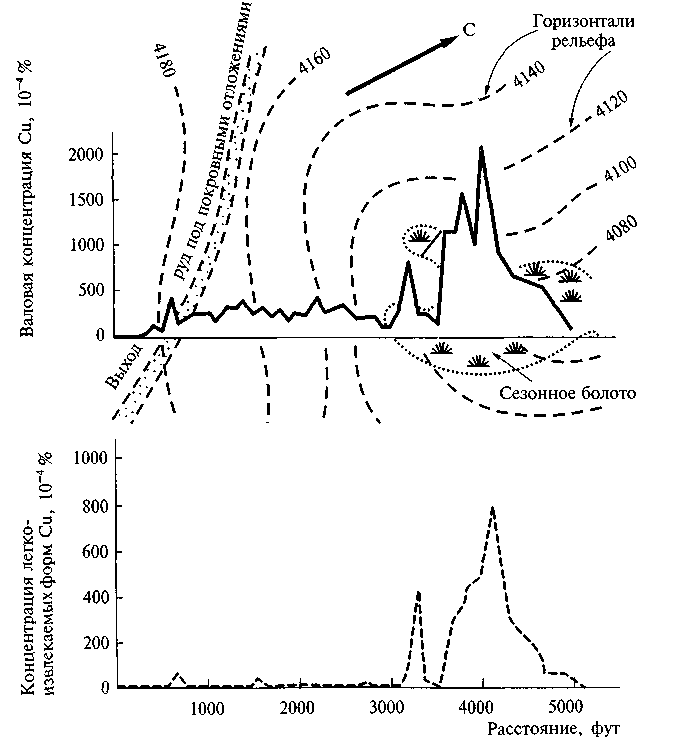 Горизонтали
рельефа
С
4180
4160
4140
4120
4100
4080
Валовая концентрация Cu, 10⁻⁴ %
2000
1500
1000
500
0
Выход руд под покровными отложениями
Сезонное болото
Концентрация легко-
извлекаемых форм Cu, 10⁻⁴ %
1000
800
600
400
200
0
1000
2000
3000
4000
5000
Расстояние, фут